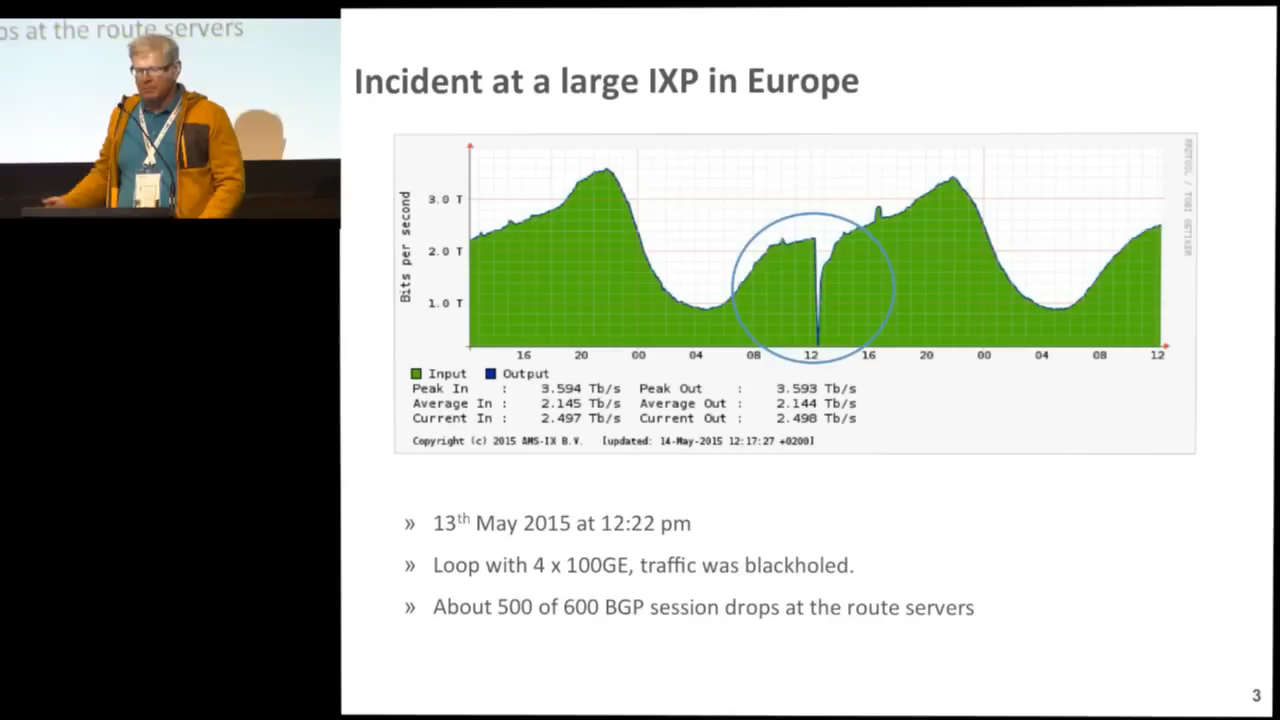 os at the route servers
Incident at a large IXP in Europe
RRDTOOL / TOBI OETIKER
Bits per second
3.0 T
2.0 T
1.0 T
16 20 00 04 08 12 16 20 00 04 08 12
Input Output
Peak In : 3.594 Tb/s Peak Out : 3.593 Tb/s
Average In : 2.145 Tb/s Average Out : 2.144 Tb/s
Current In : 2.497 Tb/s Current Out : 2.498 Tb/s
Copyright (c) 2015 AMS-IX B.V. [updated: 14-May-2015 12:17:27 +0200]
» 13th May 2015 at 12:22 pm
» Loop with 4 x 100GE, traffic was blackholed.
» About 500 of 600 BGP session drops at the route servers
3